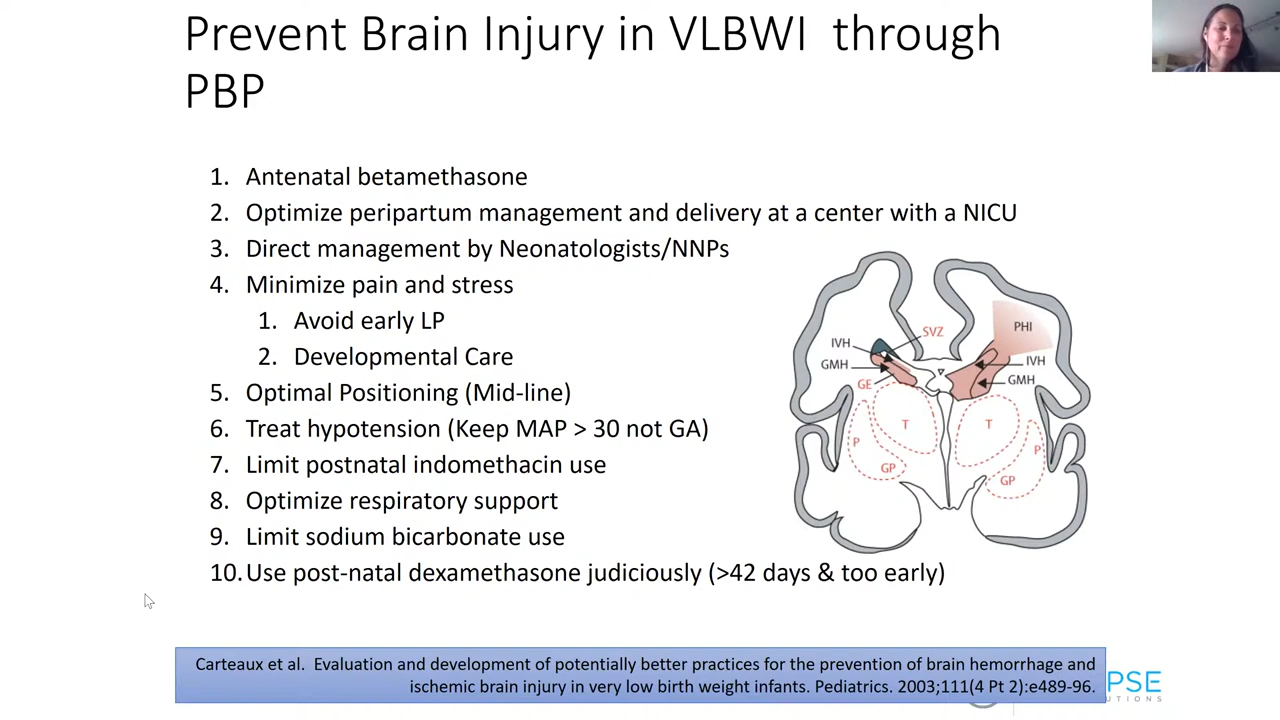 Prevent Brain Injury in VLBWI through
PBP
1. Antenatal betamethasone
2. Optimize peripartum management and delivery at a center with a NICU
3. Direct management by Neonatologists/NNPs
4. Minimize pain and stress
1. Avoid early LP
2. Developmental Care
5. Optimal Positioning (Mid-line)
6. Treat hypotension (Keep MAP > 30 not GA)
7. Limit postnatal indomethacin use
8. Optimize respiratory support
9. Limit sodium bicarbonate use
10. Use post-natal dexamethasone judiciously (>42 days & too early)
PHI
SVZ
IVH
IVH
GMH
GMH
GE
T
T
P
P
GP
GP
Carteaux et al. Evaluation and development of potentially better practices for the prevention of brain hemorrhage and
ischemic brain injury in very low birth weight infants. Pediatrics. 2003;111(4 Pt 2):e489-96.
PSE
UTIONS